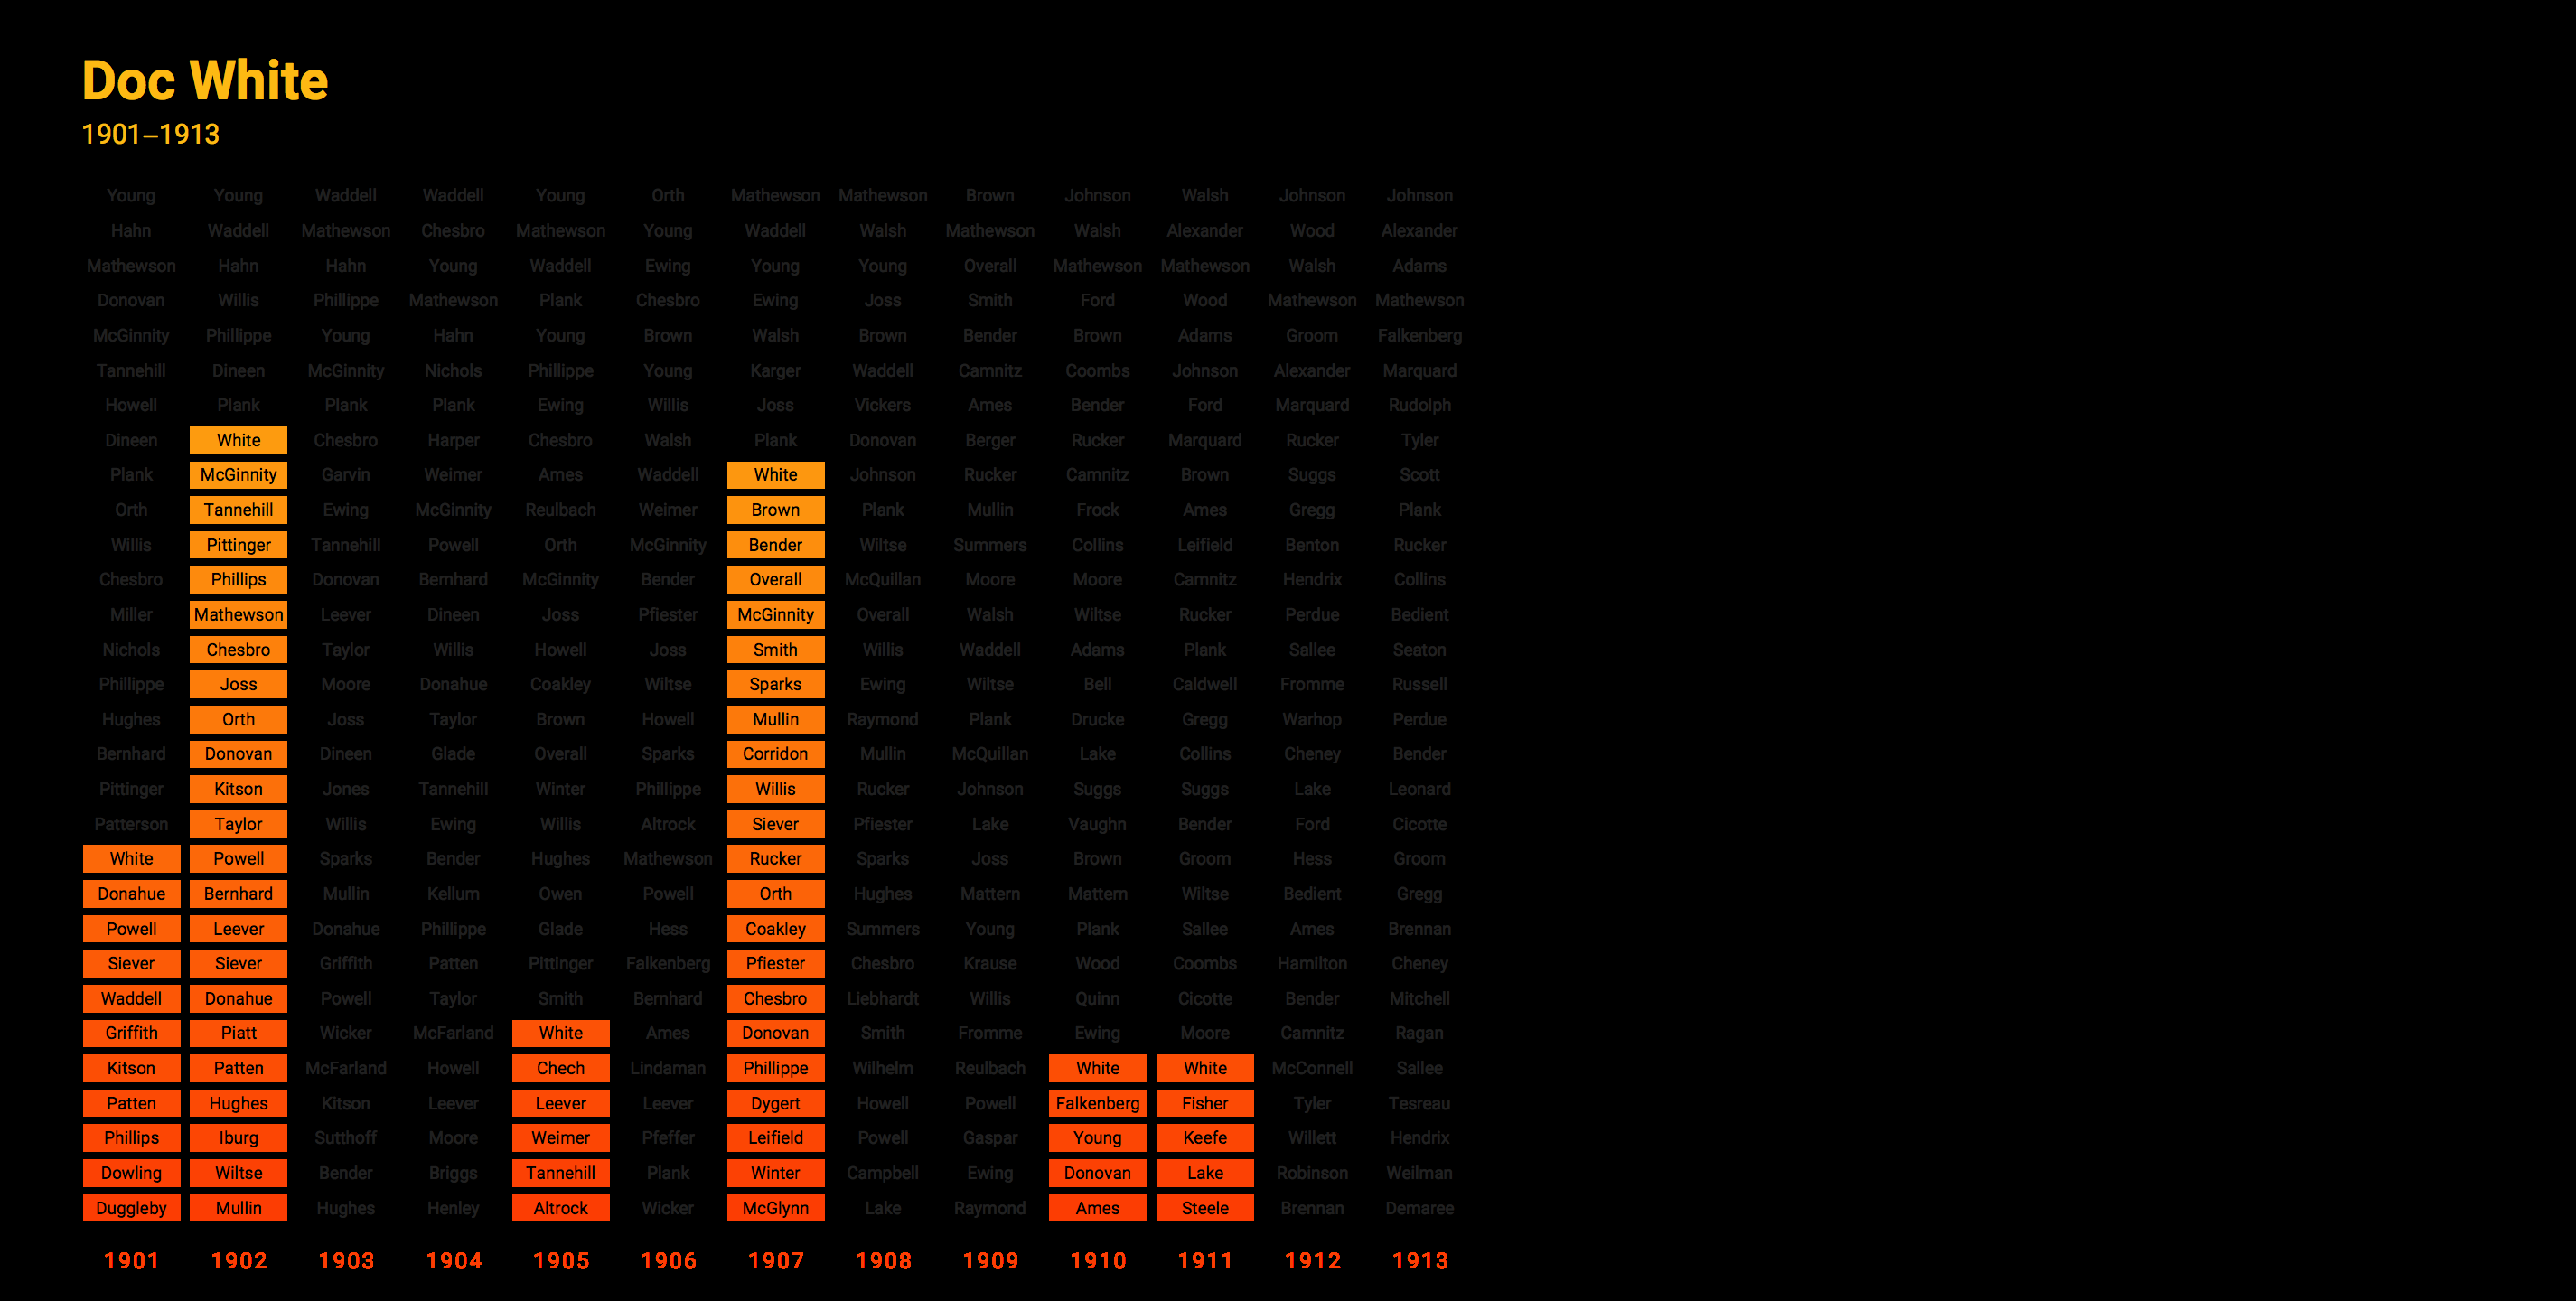 Doc White
1901–1913
Young Young Waddell Waddell Young Orth Mathewson Mathewson Brown Johnson Walsh Johnson Johnson
Hahn Waddell Mathewson Chesbro Mathewson Young Waddell Walsh Mathewson Walsh Alexander Wood Alexander
Mathewson Hahn Hahn Young Waddell Ewing Young Young Overall Mathewson Mathewson Walsh Adams
Donovan Willis Phillippe Mathewson Plank Chesbro Ewing Joss Smith Ford Wood Mathewson Mathewson
McGinnity Phillippe Young Hahn Young Brown Walsh Brown Bender Brown Adams Groom Falkenberg
Tannehill Dineen McGinnity Nichols Phillippe Young Karger Waddell Camnitz Coombs Johnson Alexander Marquard
Howell Plank Plank Plank Ewing Willis Joss Vickers Ames Bender Ford Marquard Rudolph
Dineen White Chesbro Harper Chesbro Walsh Plank Donovan Berger Rucker Marquard Rucker Tyler
Plank McGinnity Garvin Weimer Ames Waddell White Johnson Rucker Camnitz Brown Suggs Scott
Orth Tannehill Ewing McGinnity Reulbach Weimer Brown Plank Mullin Frock Ames Gregg Plank
Willis Pittinger Tannehill Powell Orth McGinnity Bender Wiltse Summers Collins Leifield Benton Rucker
Chesbro Phillips Donovan Bernhard McGinnity Bender Overall McQuillan Moore Moore Camnitz Hendrix Collins
Miller Mathewson Leever Dineen Joss Pfiester McGinnity Overall Walsh Wiltse Rucker Perdue Bedient
Nichols Chesbro Taylor Willis Howell Joss Smith Willis Waddell Adams Plank Sallee Seaton
Phillippe Joss Moore Donahue Coakley Wiltse Sparks Ewing Wiltse Bell Caldwell Fromme Russell
Hughes Orth Joss Taylor Brown Howell Mullin Raymond Plank Drucke Gregg Warhop Perdue
Bernhard Donovan Dineen Glade Overall Sparks Corridon Mullin McQuillan Lake Collins Cheney Bender
Pittinger Kitson Jones Tannehill Winter Phillippe Willis Rucker Johnson Suggs Suggs Lake Leonard
Patterson Taylor Willis Ewing Willis Altrock Siever Pfiester Lake Vaughn Bender Ford Cicotte
White Powell Sparks Bender Hughes Mathewson Rucker Sparks Joss Brown Groom Hess Groom
Donahue Bernhard Mullin Kellum Owen Powell Orth Hughes Mattern Mattern Wiltse Bedient Gregg
Powell Leever Donahue Phillippe Glade Hess Coakley Summers Young Plank Sallee Ames Brennan
Siever Siever Griffith Patten Pittinger Falkenberg Pfiester Chesbro Krause Wood Coombs Hamilton Cheney
Waddell Donahue Powell Taylor Smith Bernhard Chesbro Liebhardt Willis Quinn Cicotte Bender Mitchell
Griffith Piatt Wicker McFarland White Ames Donovan Smith Fromme Ewing Moore Camnitz Ragan
Kitson Patten McFarland Howell Chech Lindaman Phillippe Wilhelm Reulbach White White McConnell Sallee
Patten Hughes Kitson Leever Leever Leever Dygert Howell Powell Falkenberg Fisher Tyler Tesreau
Phillips Iburg Sutthoff Moore Weimer Pfeffer Leifield Powell Gaspar Young Keefe Willett Hendrix
Dowling Wiltse Bender Briggs Tannehill Plank Winter Campbell Ewing Donovan Lake Robinson Weilman
Duggleby Mullin Hughes Henley Altrock Wicker McGlynn Lake Raymond Ames Steele Brennan Demaree
1901 1902 1903 1904 1905 1906 1907 1908 1909 1910 1911 1912 1913